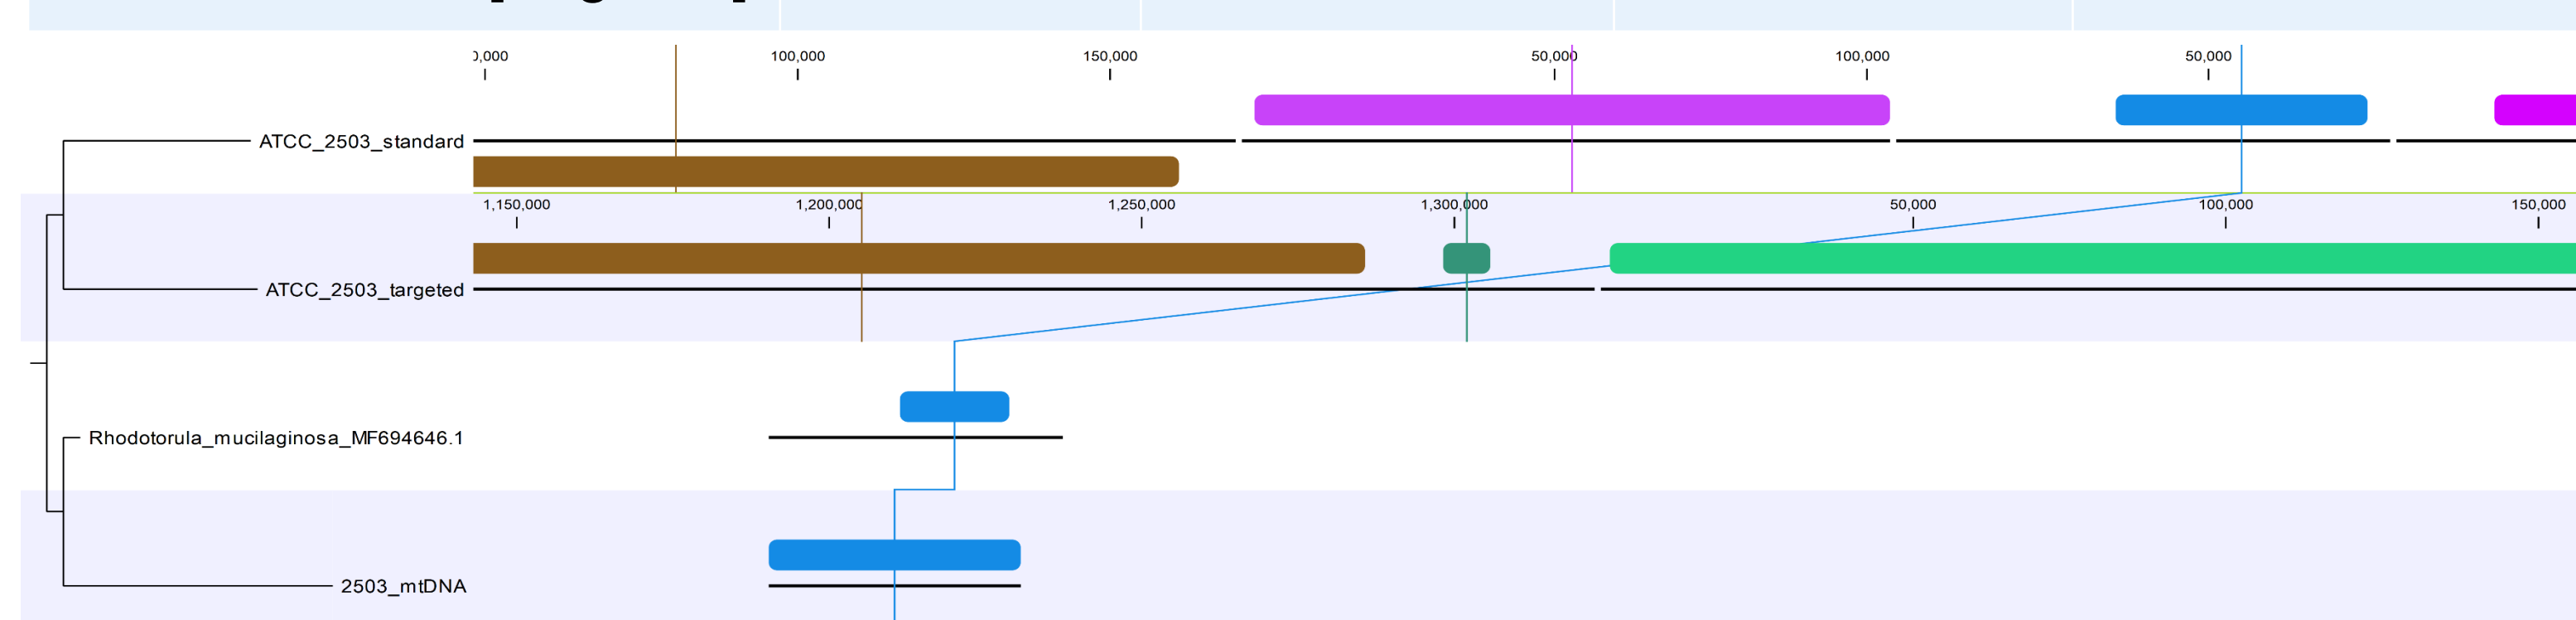 0,000 100,000 150,000 50,000 100,000 50,000
ATCC_2503_standard
1,150,000 1,200,000 1,250,000 1,300,000 50,000 100,000 150,000
ATCC_2503_targeted
Rhodotorula_mucilaginosa_MF694646.1
2503_mtDNA